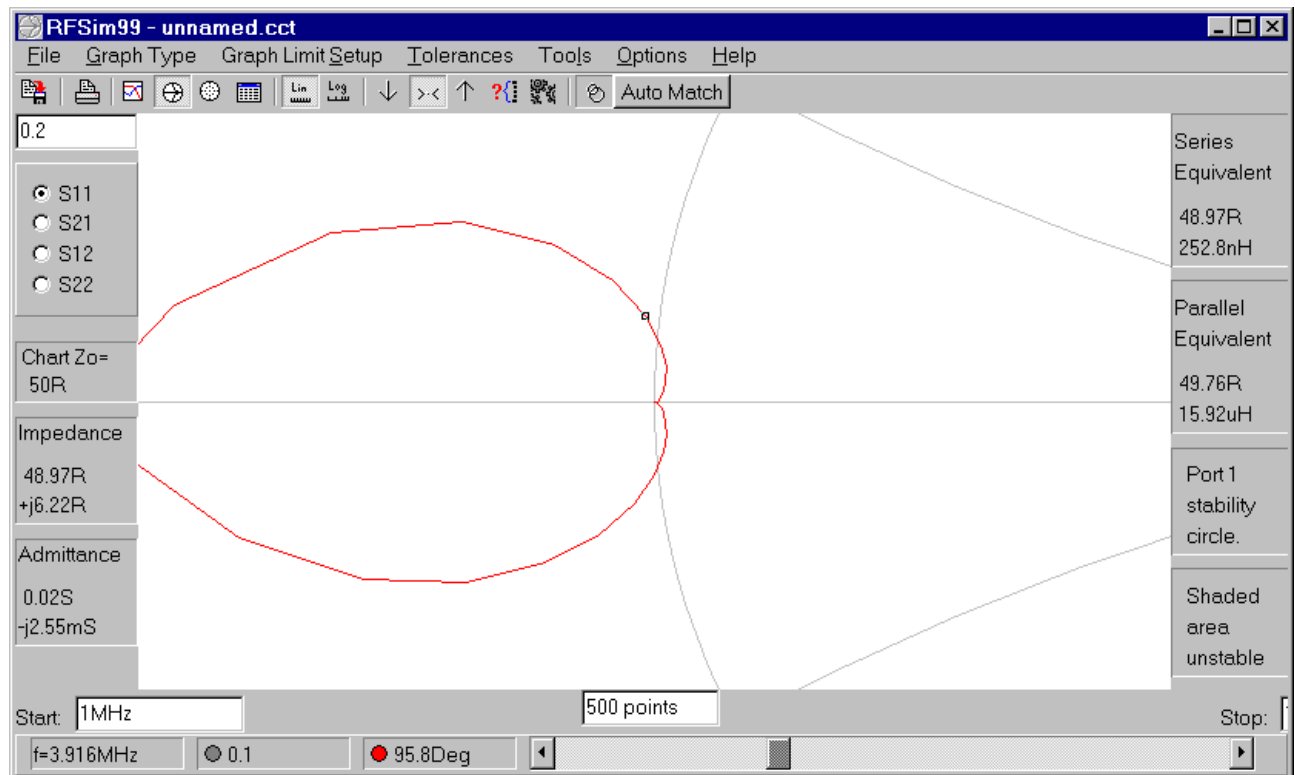 RFSim99 - unnamed.cct
File Graph Type Graph Limit Setup Tolerances Tools Options Help
Lin Log ?{ Auto Match
0.2
S11
S21
S12
S22
Chart Zo=
50R
Impedance
48.97R
+j6.22R
Admittance
0.02S
-j2.55mS
Series
Equivalent
48.97R
252.8nH
Parallel
Equivalent
49.76R
15.92uH
Port 1
stability
circle.
Shaded
area
unstable
Start: 1MHz 500 points Stop:
f=3.916MHz 0.1 95.8Deg